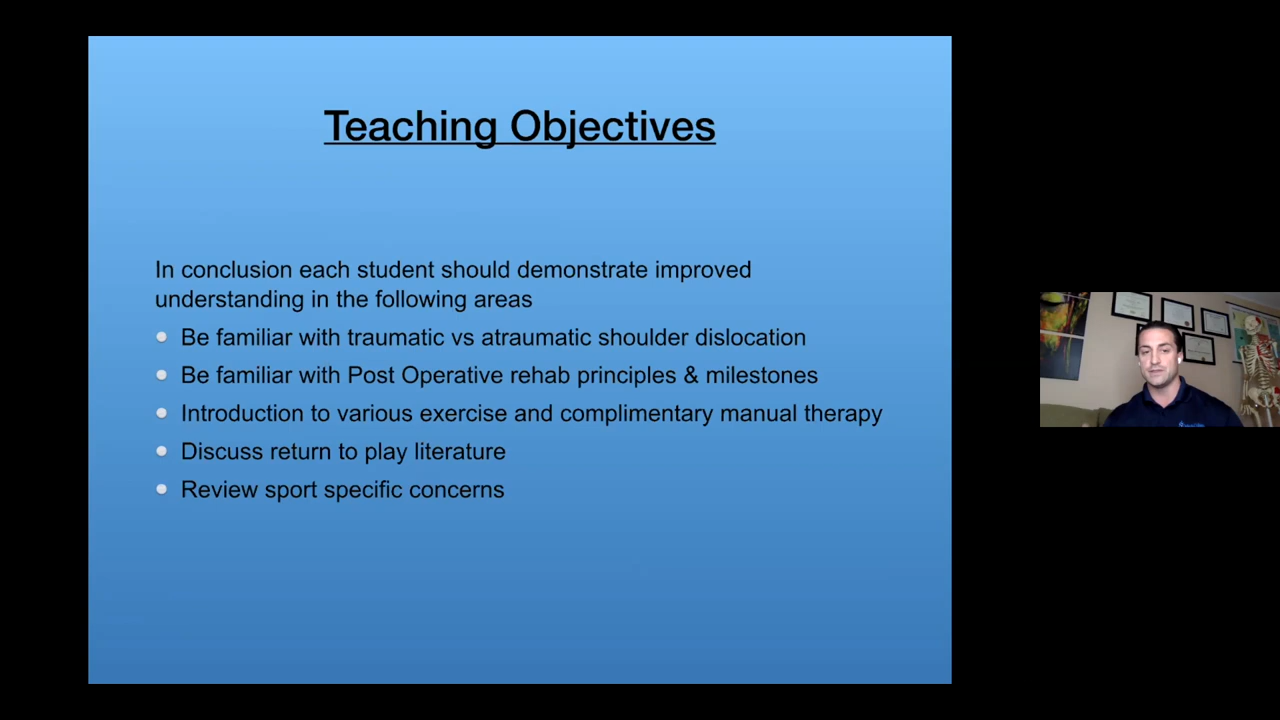 Teaching Objectives
In conclusion each student should demonstrate improved
understanding in the following areas
Be familiar with traumatic vs atraumatic shoulder dislocation
Be familiar with Post Operative rehab principles & milestones
Introduction to various exercise and complimentary manual therapy
Discuss return to play literature
Review sport specific concerns